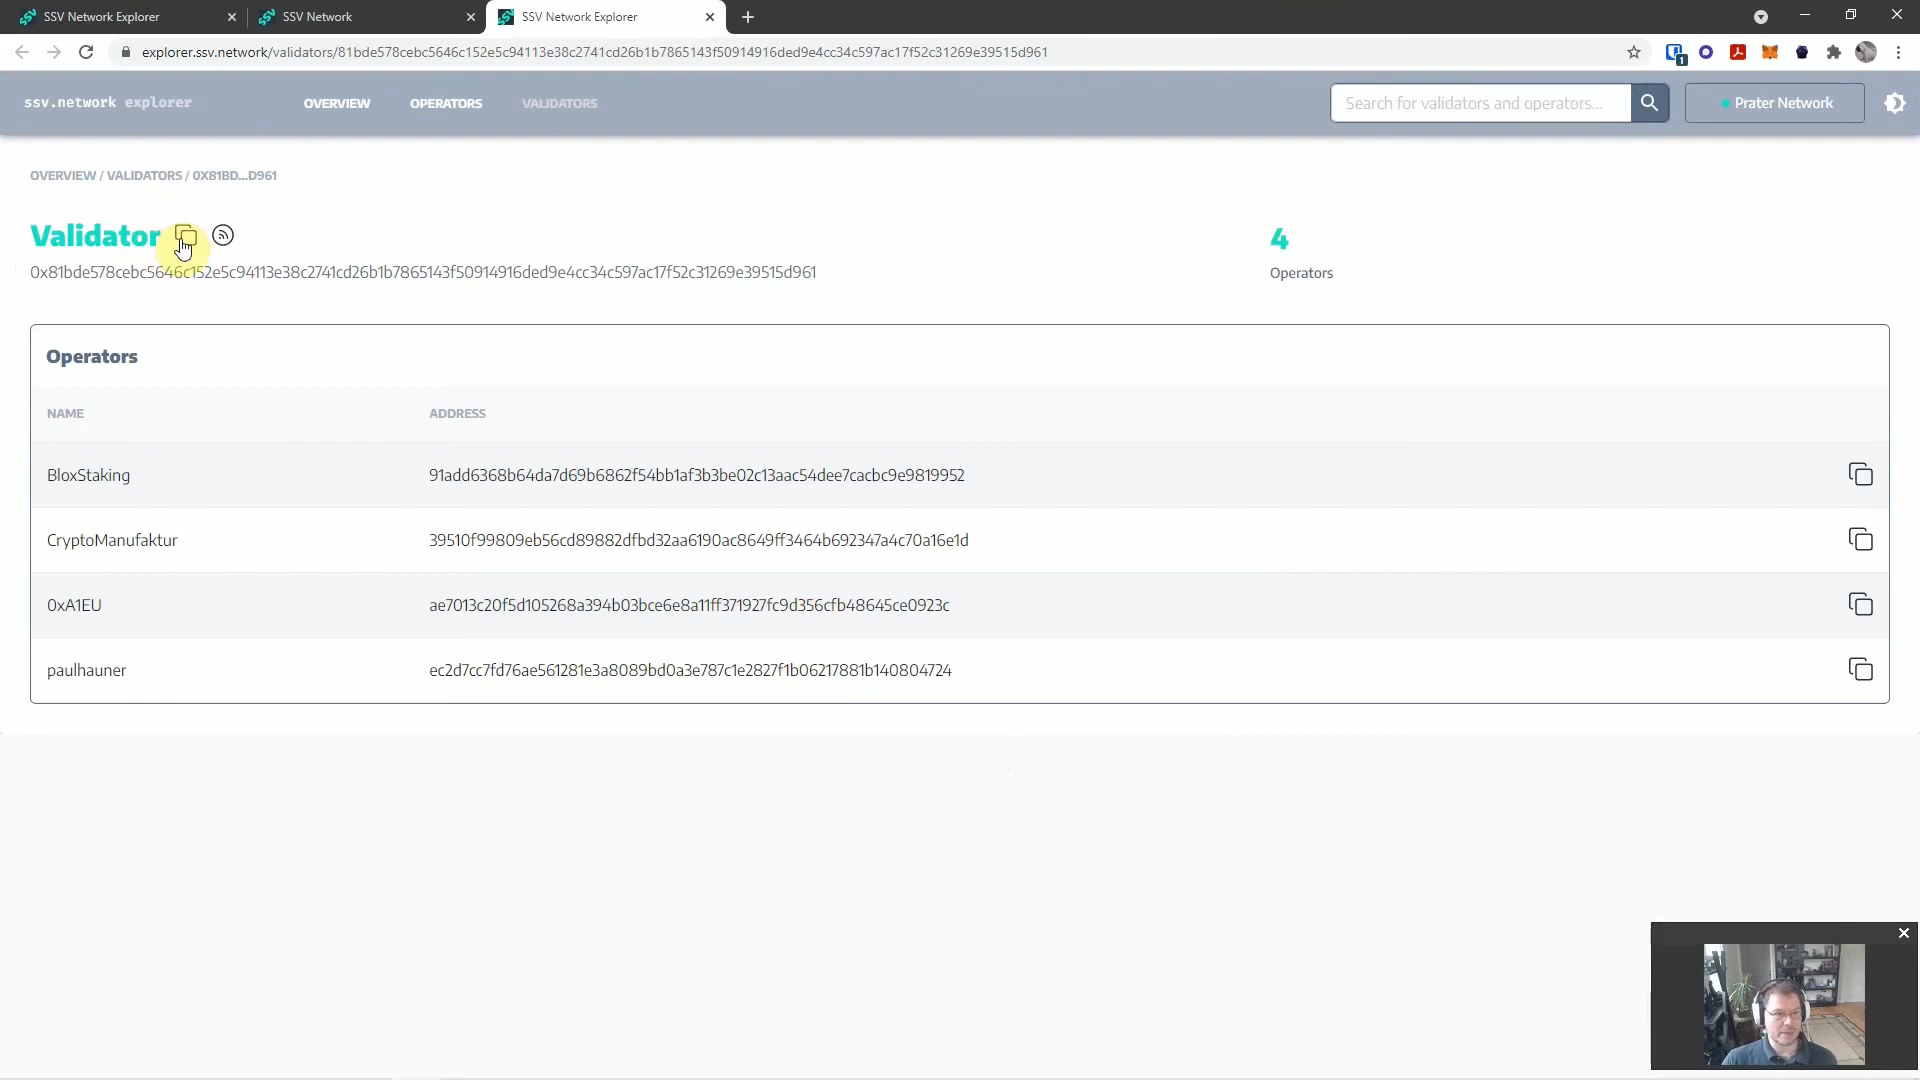 SSV Network Explorer
SSV Network
SSV Network Explorer
explorer.ssv.network/validators/81bde578cebc5646c152e5c94113e38c2741cd26b1b7865143f50914916ded9e4cc34c597ac17f52c31269e39515d961
1
ssv.network explorer
OVERVIEW
OPERATORS
VALIDATORS
Search for validators and operators...
Prater Network
OVERVIEW / VALIDATORS / 0X81BD...D961
Validator
4
0x81bde578cebc5646c152e5c94113e38c2741cd26b1b7865143f50914916ded9e4cc34c597ac17f52c31269e39515d961
Operators
Operators
NAME ADDRESS
BloxStaking 91add6368b64da7d69b6862f54bb1af3b3be02c13aac54dee7cacbc9e9819952
CryptoManufaktur 39510f99809eb56cd89882dfbd32aa6190ac8649ff3464b692347a4c70a16e1d
0xA1EU ae7013c20f5d105268a394b03bce6e8a11ff371927fc9d356cfb48645ce0923c
paulhauner ec2d7cc7fd76ae561281e3a8089bd0a3e787c1e2827f1b06217881b140804724